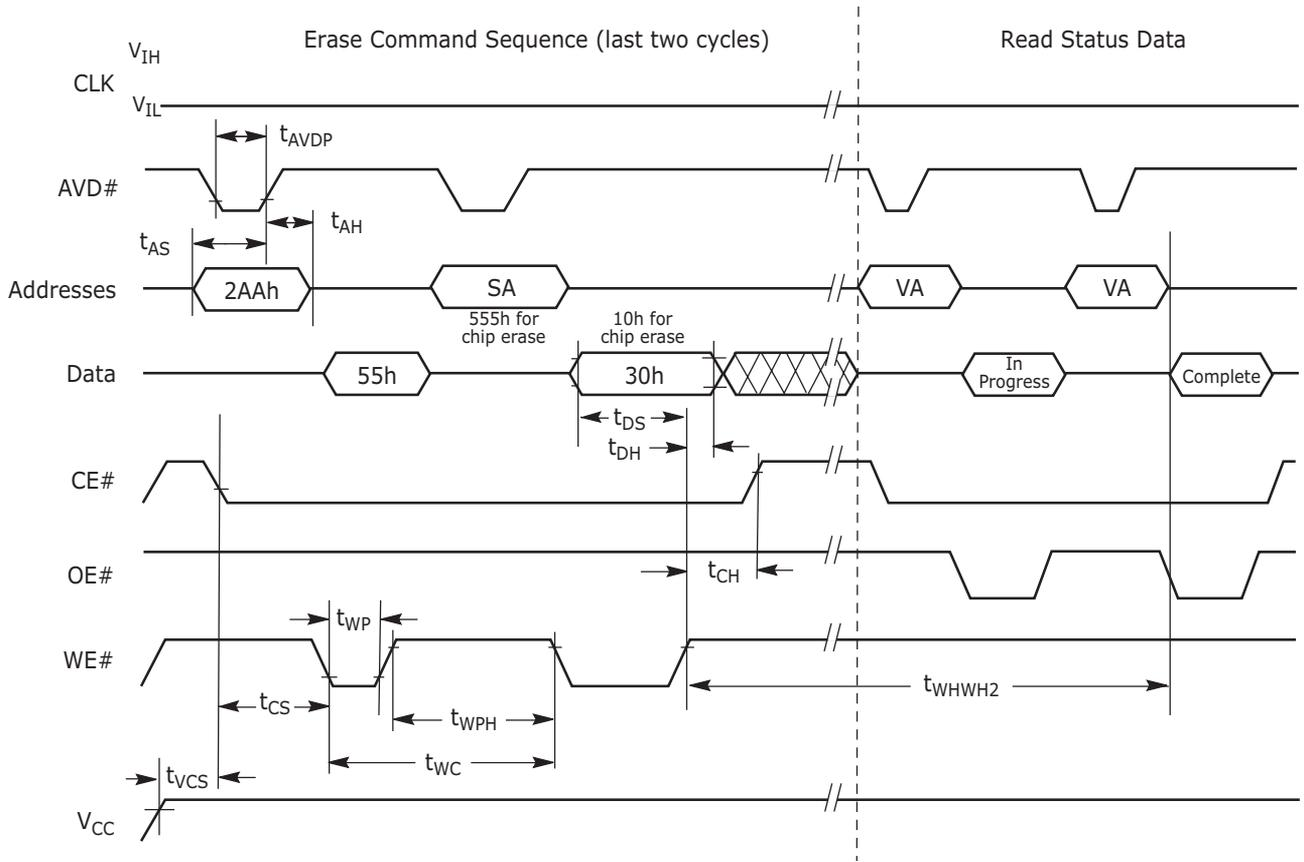 Erase Command Sequence (last two cycles)
Read Status Data
VIH
CLK
VIL
tAVDP
AVD#
tAH
tAS
Addresses
2AAh
SA
VA
VA
555h for
chip erase
10h for
chip erase
Data
55h
30h
In
Progress
Complete
tDS
tDH
CE#
OE#
tCH
tWP
WE#
tCS
tWPH
tWHWH2
tWC
tVCS
VCC